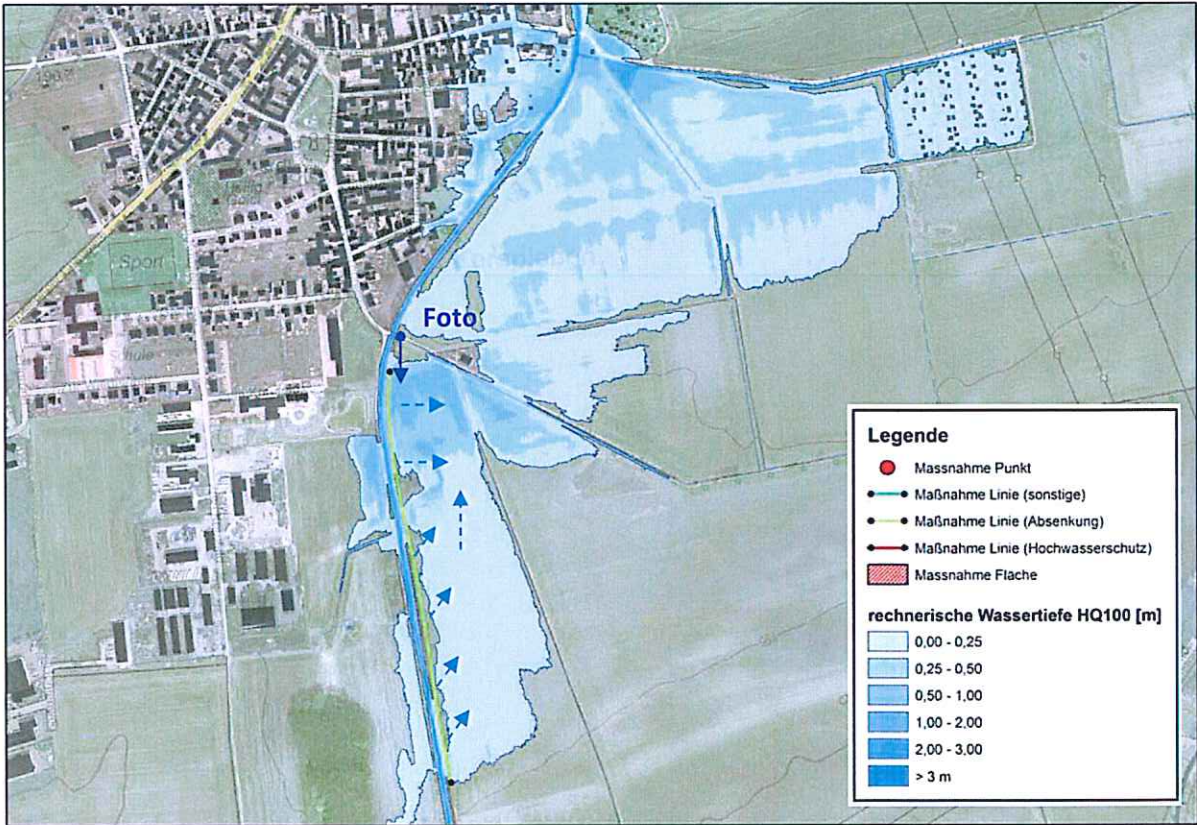 Sport
Schule
Foto
Legende
Massnahme Punkt
Maßnahme Linie (sonstige)
Maßnahme Linie (Absenkung)
Maßnahme Linie (Hochwasserschutz)
Massnahme Fläche
rechnerische Wassertiefe HQ100 [m]
0,00 - 0,25
0,25 - 0,50
0,50 - 1,00
1,00 - 2,00
2,00 - 3,00
> 3 m